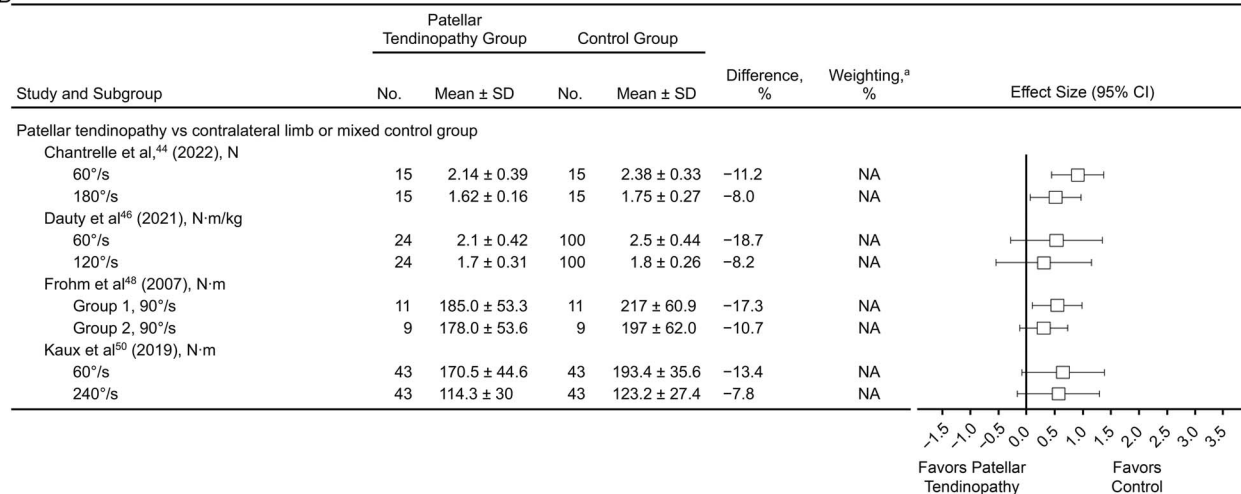 Patellar
Tendinopathy Group Control Group
Difference, Weighting,ᵃ
Study and Subgroup No. Mean ± SD No. Mean ± SD % % Effect Size (95% CI)
Patellar tendinopathy vs contralateral limb or mixed control group
Chantrelle et al,⁴⁴ (2022), N
60°/s 15 2.14 ± 0.39 15 2.38 ± 0.33 −11.2 NA
180°/s 15 1.62 ± 0.16 15 1.75 ± 0.27 −8.0 NA
Dauty et al⁴⁶ (2021), N·m/kg
60°/s 24 2.1 ± 0.42 100 2.5 ± 0.44 −18.7 NA
120°/s 24 1.7 ± 0.31 100 1.8 ± 0.26 −8.2 NA
Frohm et al⁴⁸ (2007), N·m
Group 1, 90°/s 11 185.0 ± 53.3 11 217 ± 60.9 −17.3 NA
Group 2, 90°/s 9 178.0 ± 53.6 9 197 ± 62.0 −10.7 NA
Kaux et al⁵⁰ (2019), N·m
60°/s 43 170.5 ± 44.6 43 193.4 ± 35.6 −13.4 NA
240°/s 43 114.3 ± 30 43 123.2 ± 27.4 −7.8 NA
−1.5 −1.0 −0.5 0.0 0.5 1.0 1.5 2.0 2.5 3.0 3.5
Favors Patellar Favors
Tendinopathy Control